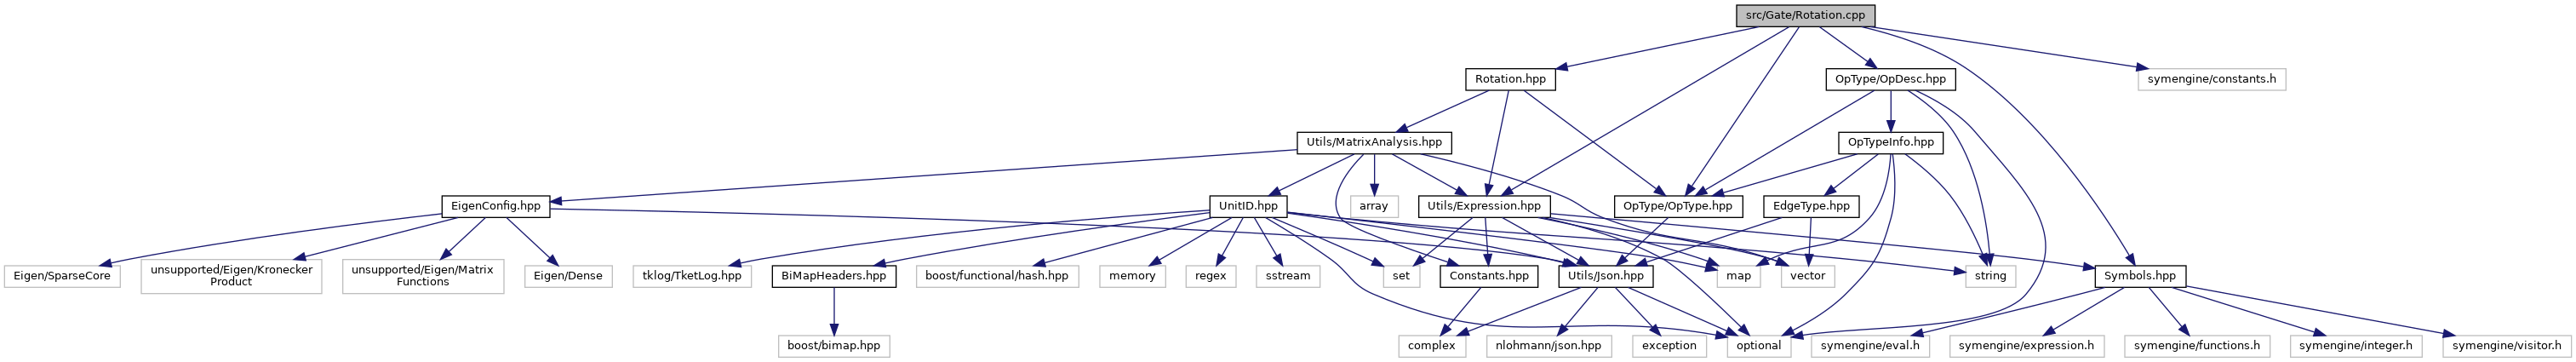 src/Gate/Rotation.cpp
Rotation.hpp
OpType/OpDesc.hpp
symengine/constants.h
Utils/MatrixAnalysis.hpp
OpTypeInfo.hpp
EigenConfig.hpp
UnitID.hpp
array
Utils/Expression.hpp
OpType/OpType.hpp
EdgeType.hpp
Eigen/SparseCore
unsupported/Eigen/Kronecker
Product
unsupported/Eigen/Matrix
Functions
Eigen/Dense
tklog/TketLog.hpp
BiMapHeaders.hpp
boost/functional/hash.hpp
memory
regex
sstream
set
Constants.hpp
Utils/Json.hpp
map
vector
string
Symbols.hpp
boost/bimap.hpp
complex
nlohmann/json.hpp
exception
optional
symengine/eval.h
symengine/expression.h
symengine/functions.h
symengine/integer.h
symengine/visitor.h